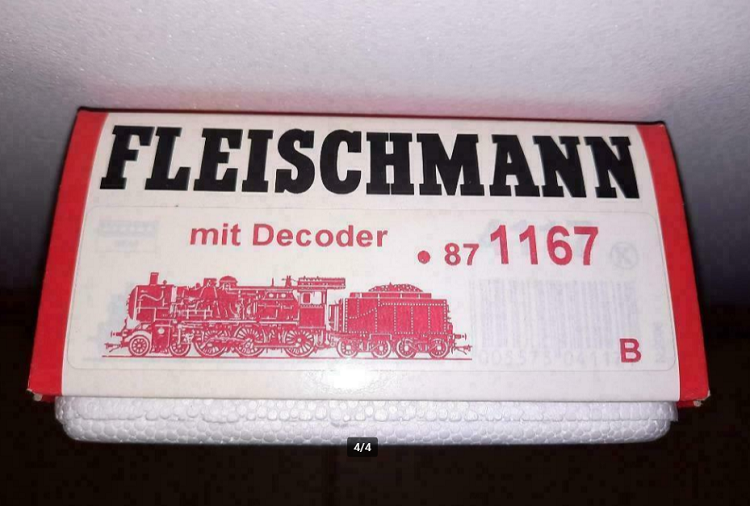 FLEISCHMANN
mit Decoder
• 87 1167
B
4/4